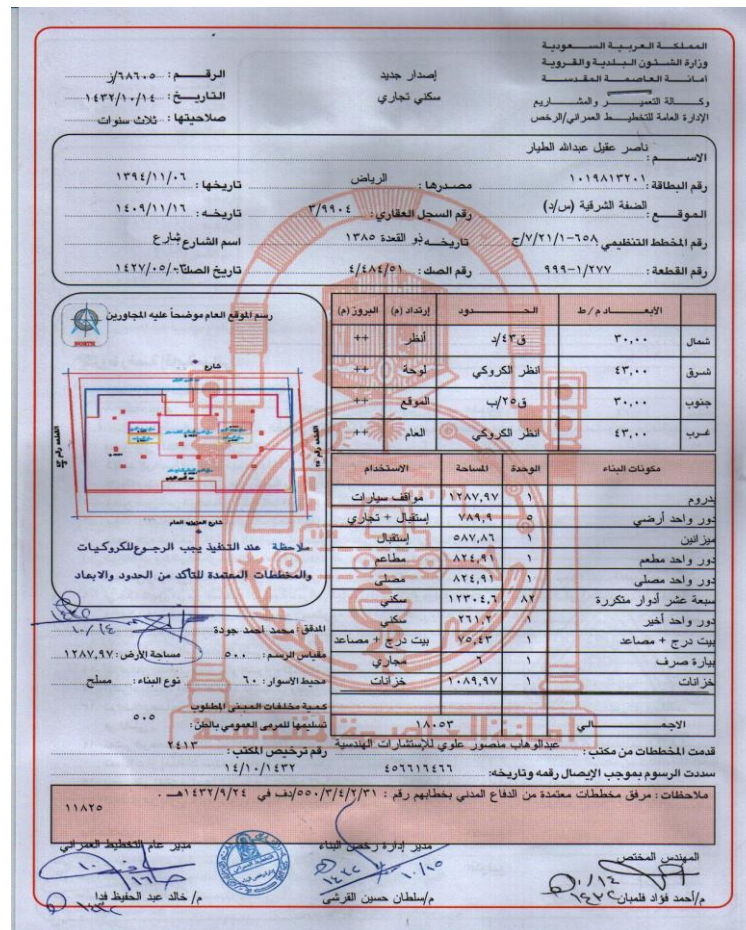 المملكة العربية السعودية
وزارة الشئون البلدية والقروية
امانة العاصمة المقدسة
وكالة التعمير والمشاريع
الإدارة العامة للتخطيط العمراني/الرخص
إصدار جديد
سكني تجاري
الرقم : ٦٨٦٠٥/ز
التاريخ : ١٤٣٢/١٠/١٤
صلاحيتها : ثلاث سنوات
الاسم : ناصر عقيل عبدالله الطيار
رقم البطاقة : ١٠١٩٨١٣٢٠١ مصدرها : الرياض تاريخها : ١٣٩٤/١١/٠٦
الموقع : الضفة الشرقية (س/د) رقم السجل العقاري : ٣/٩٩٠٤ تاريخه : ١٤٠٩/١١/١٦
رقم المخطط التنظيمي ٦٥٨-١/٧/٢١/ج تاريخه ذو القعدة ١٣٨٥ اسم الشارع شارع
رقم القطعة : ١/٢٧٧-٩٩٩ رقم الصك : ٤/٤٨٤/٥١ تاريخ الصك :
الأبعاد م/ط الحدود إرتداد (م) البروز (م)
شمال ٣٠,٠٠ ق٤٣/د أنظر ++
شرق ٤٣,٠٠ انظر الكروكي لوحة ++
جنوب ٣٠,٠٠ ق٢٥/ب الموقع ++
غرب ٤٣,٠٠ انظر الكروكي العام ++
مكونات البناء الوحدة المساحة الاستخدام
بدروم ١ ١٢٨٧,٩٧ مواقف سيارات
دور واحد أرضي ٥ ٧٨٩,٩ إستقبال + تجاري
ميزانين ١ ٥٨٧,٨٦ إستقبال
دور واحد مطعم ١ ٨٢٤,٩١ مطاعم
دور واحد مصلى ١ ٨٢٤,٩١ مصلى
سبعة عشر أدوار متكررة ٨٢ ١٢٣٠٤,٦ سكني
دور واحد أخير ١ ٢٦١,٢ سكني
بيت درج + مصاعد ١ ٧٥,٤٣ بيت درج + مصاعد
بيارة صرف ١ ٦ مجاري
خزانات ١ ١٠٨٩,٩٧ خزانات
الاجمالي ١٨٠٥٣
رسم الموقع العام موضحاً عليه المجاورين
NORTH
شارع
شارع العزيزيه العام
ملاحظة عند التنفيذ يجب الرجوع للكروكيات
والمخططات المعتمدة للتأكد من الحدود والابعاد
المدقق : محمد احمد جودة
مقياس الرسم : ٥٠٠ مساحة الأرض : ١٢٨٧,٩٧
محيط الاسوار : ٦٠ نوع البناء : مسلح
كمية مخلفات المبنى المطلوب
تسليمها للمرمى العمومي بالطن : ٥٠٥
قدمت المخططات من مكتب : عبدالوهاب منصور علوي للإستشارات الهندسية رقم ترخيص المكتب : ٢٤١٣
سددت الرسوم بموجب الإيصال رقمه وتاريخه: ٤٥٦٦١٦٤٦٦ ١٤/١٠/١٤٣٢
ملاحظات : مرفق مخططات معتمدة من الدفاع المدني بخطابهم رقم : ٥٥٠/٣/٤/٢/٣١/دف في ١٤٣٢/٩/٢٤هـ
١١٨٢٥
المهندس المختص
م/أحمد فؤاد فلمبان
مدير إدارة رخص البناء
م/سلطان حسين القرشي
مدير عام التخطيط العمراني
م/ خالد عبد الحفيظ فدا